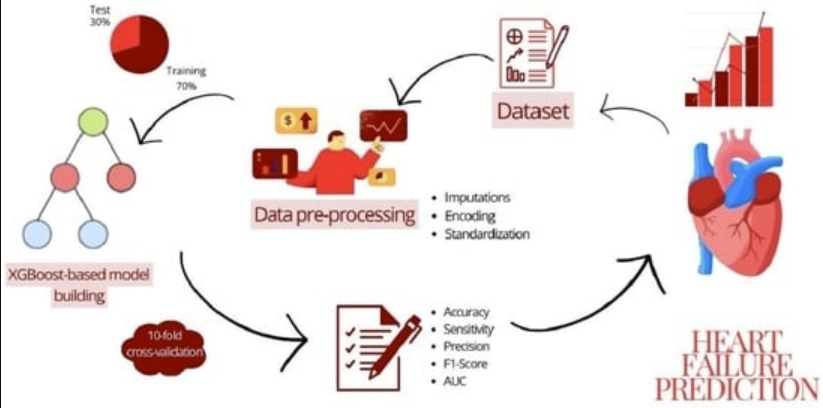 Test
30%
Training
70%
Dataset
Data pre-processing
• Imputations
• Encoding
• Standardization
XGBoost-based model
building
10-fold
cross-validation
• Accuracy
• Sensitivity
• Precision
• F1-Score
• AUC
HEART
FAILURE
PREDICTION
$